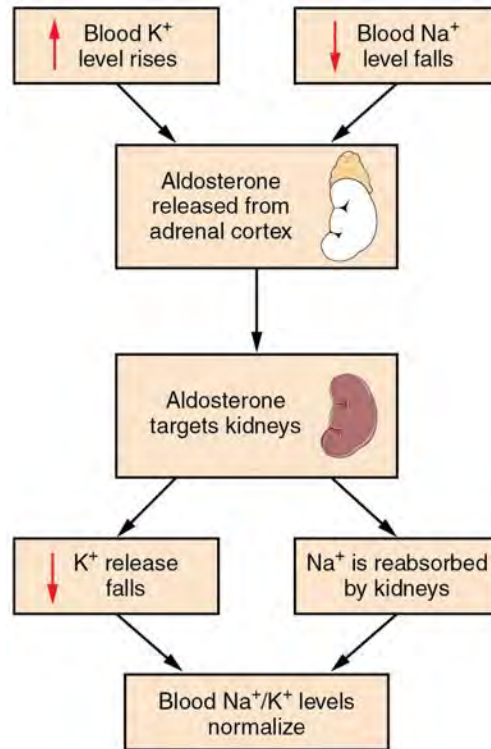 Blood K⁺
level rises
Blood Na⁺
level falls
Aldosterone
released from
adrenal cortex
Aldosterone
targets kidneys
K⁺ release
falls
Na⁺ is reabsorbed
by kidneys
Blood Na⁺/K⁺ levels
normalize